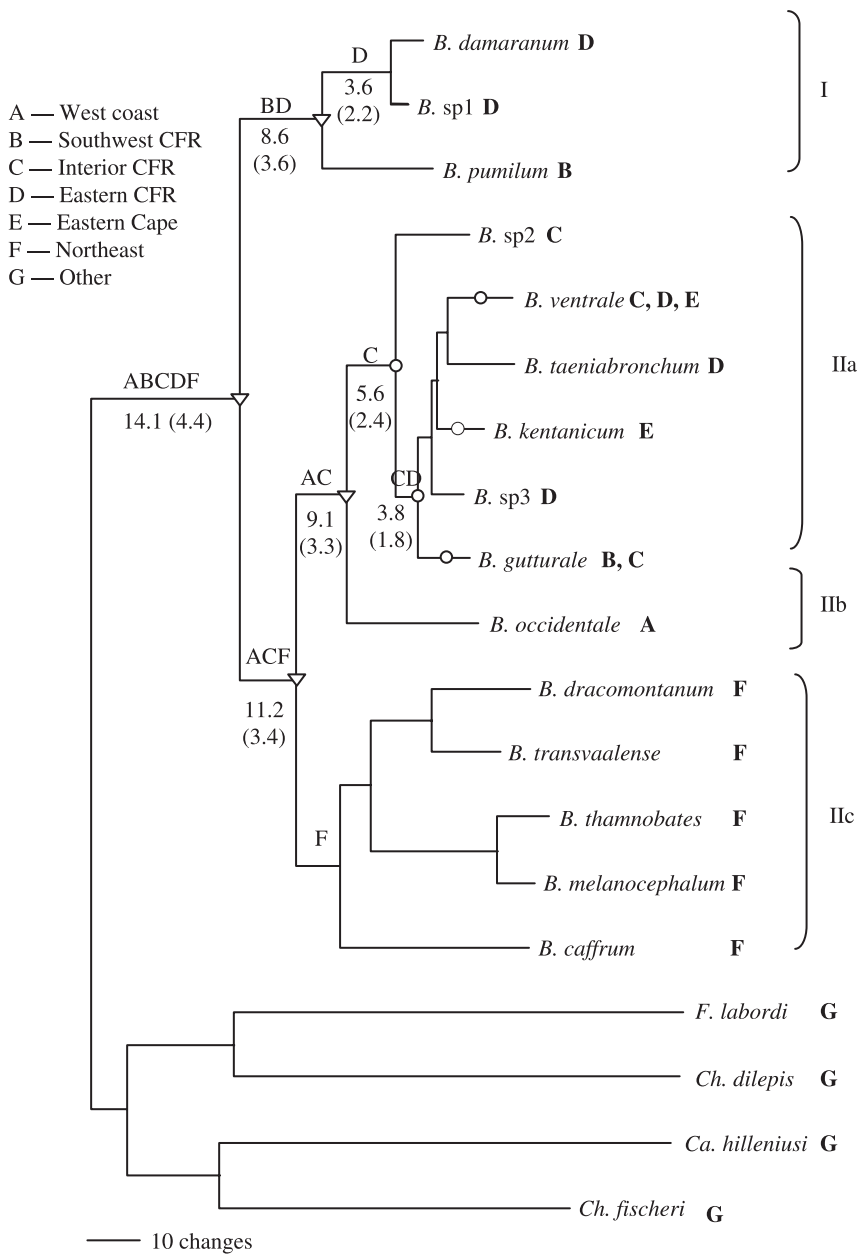 A — West coast
B — Southwest CFR
C — Interior CFR
D — Eastern CFR
E — Eastern Cape
F — Northeast
G — Other
D
3.6
(2.2)
B. damaranum D
B. sp1 D
BD
8.6
(3.6)
B. pumilum B
I
B. sp2 C
B. ventrale C, D, E
B. taeniabronchum D
B. kentanicum E
B. sp3 D
B. gutturale B, C
IIa
C
5.6
(2.4)
CD
3.8
(1.8)
ABCDF
14.1 (4.4)
AC
9.1
(3.3)
B. occidentale A
IIb
ACF
11.2
(3.4)
B. dracomontanum F
B. transvaalense F
B. thamnobates F
B. melanocephalum F
B. caffrum F
IIc
F
F. labordi G
Ch. dilepis G
Ca. hilleniusi G
Ch. fischeri G
10 changes